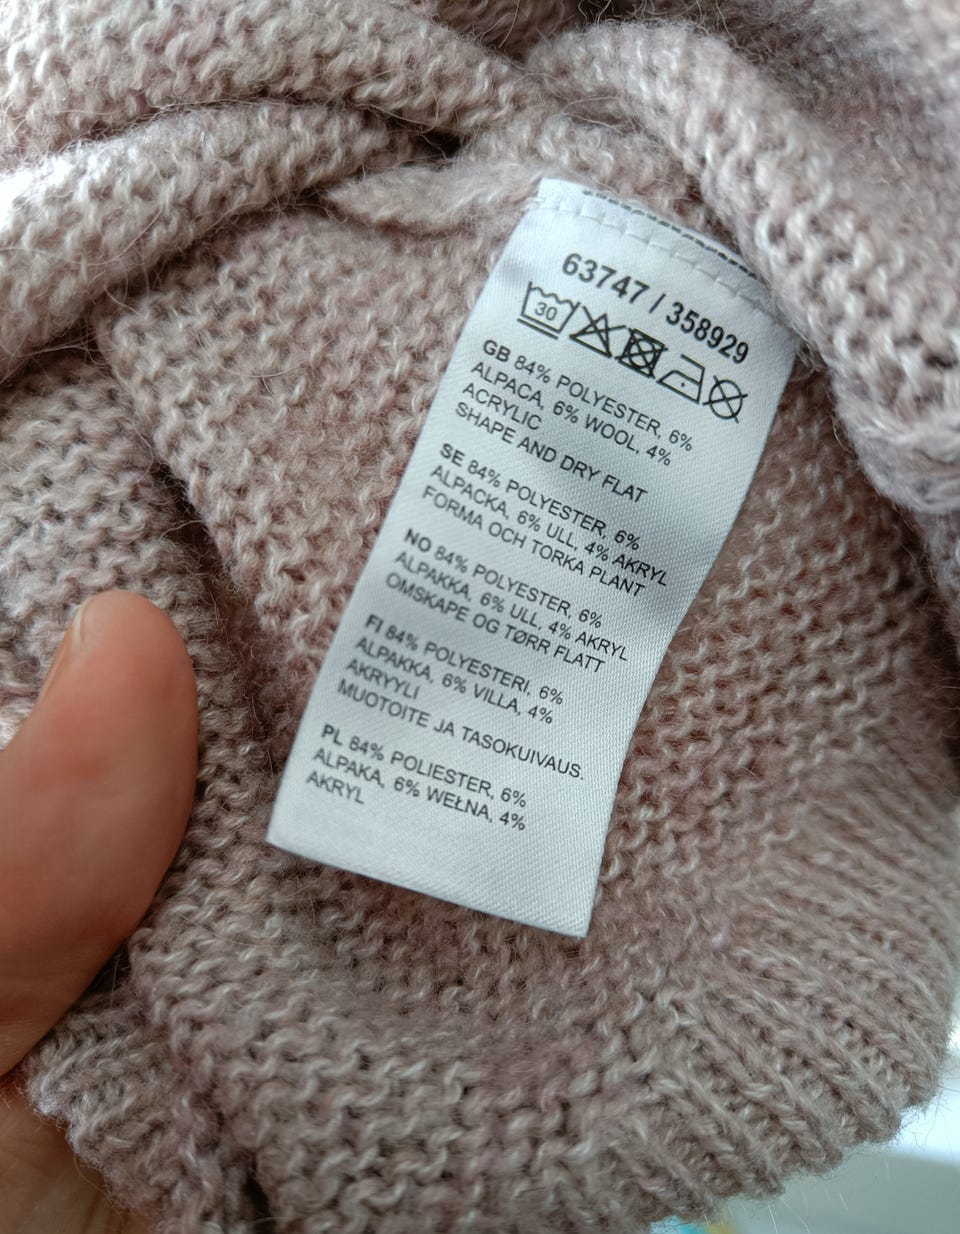 63747 / 358929
30
GB 84% POLYESTER, 6%
ALPACA, 6% WOOL, 4%
ACRYLIC
SHAPE AND DRY FLAT
SE 84% POLYESTER, 6%
ALPACKA, 6% ULL, 4% AKRYL
FORMA OCH TORKA PLANT
NO 84% POLYESTER, 6%
ALPAKKA, 6% ULL, 4% AKRYL
OMSKAPE OG TØRR FLATT
FI 84% POLYESTERI, 6%
ALPAKKA, 6% VILLA, 4%
AKRYYLI
MUOTOITE JA TASOKUIVAUS.
PL 84% POLIESTER, 6%
ALPAKA, 6% WEŁNA, 4%
AKRYL